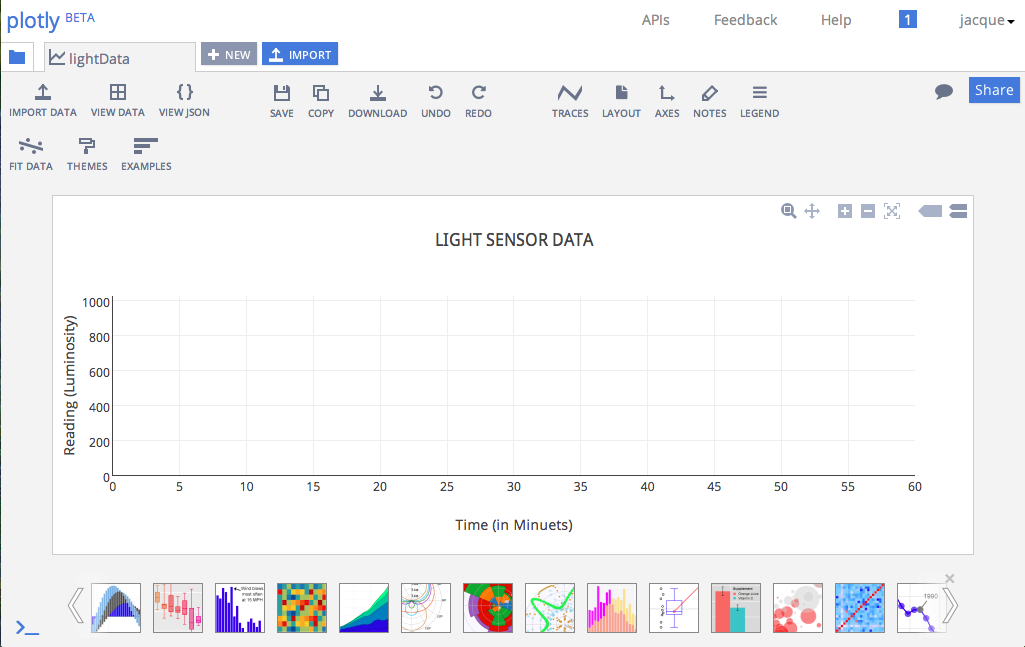 plotly BETA APIs Feedback Help 1 jacque
lightData + NEW IMPORT
IMPORT DATA VIEW DATA VIEW JSON SAVE COPY DOWNLOAD UNDO REDO TRACES LAYOUT AXES NOTES LEGEND Share
FIT DATA THEMES EXAMPLES
LIGHT SENSOR DATA
Reading (Luminosity)
1000
800
600
400
200
0
0 5 10 15 20 25 30 35 40 45 50 55 60
Time (in Minuets)
1990